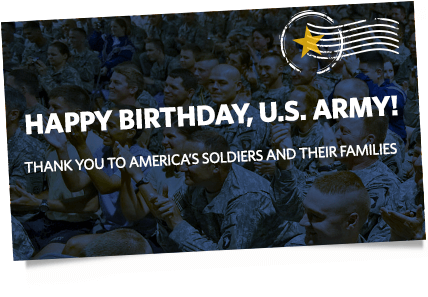 HAPPY BIRTHDAY, U.S. ARMY!
THANK YOU TO AMERICA'S SOLDIERS AND THEIR FAMILIES